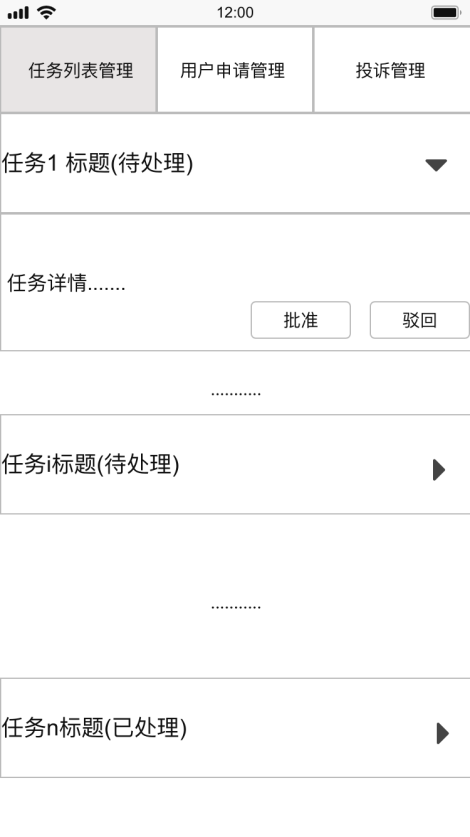 12:00
任务列表管理 用户申请管理 投诉管理
任务1 标题(待处理)
任务详情.......
批准 驳回
...........
任务i标题(待处理)
...........
任务n标题(已处理)